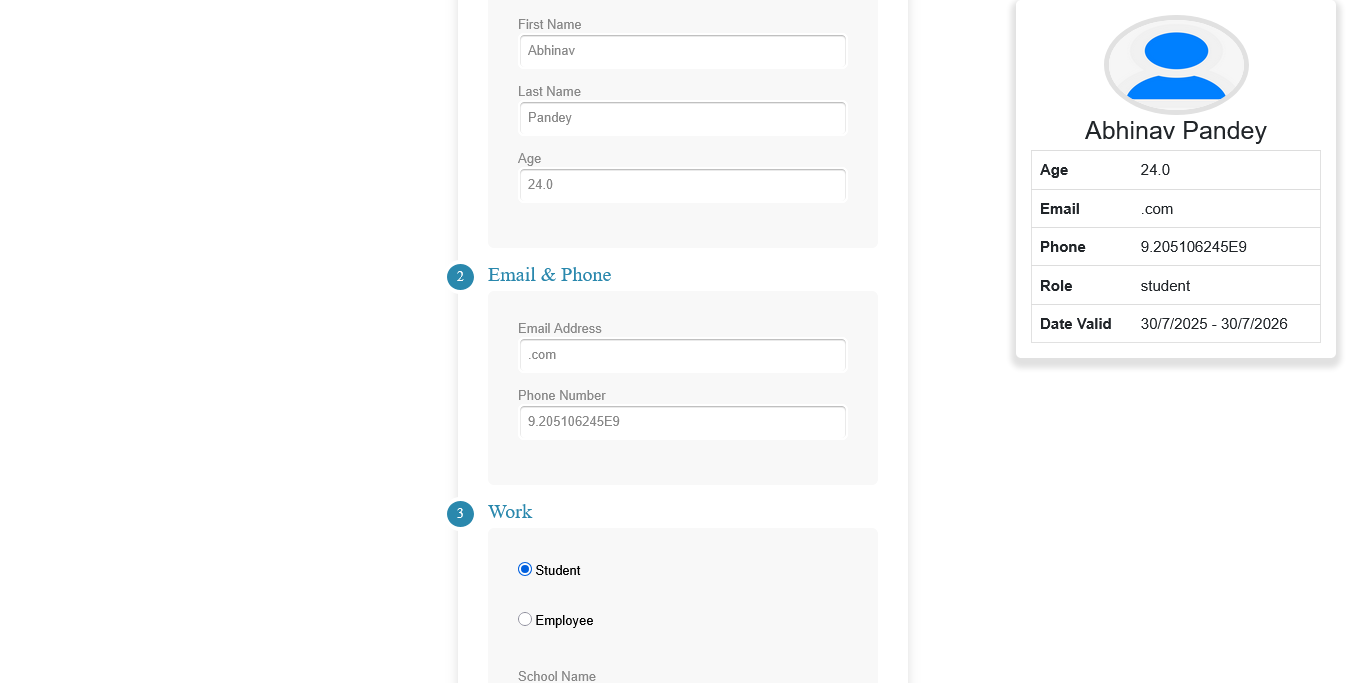 First Name
Abhinav
Last Name
Pandey
Age
24.0
2 Email & Phone
Email Address
.com
Phone Number
9.205106245E9
3 Work
Student
Employee
School Name
Abhinav Pandey
Age 24.0
Email .com
Phone 9.205106245E9
Role student
Date Valid 30/7/2025 - 30/7/2026